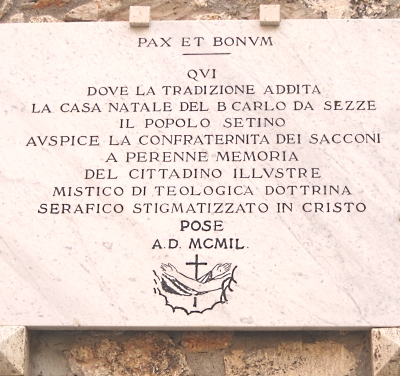 PAX ET BONVM
QVI
DOVE LA TRADIZIONE ADDITA
LA CASA NATALE DEL B CARLO DA SEZZE
IL POPOLO SETINO
AVSPICE LA CONFRATERNITA DEI SACCONI
A PERENNE MEMORIA
DEL CITTADINO ILLVSTRE
MISTICO DI TEOLOGICA DOTTRINA
SERAFICO STIGMATIZZATO IN CRISTO
POSE
A.D. MCMIL.